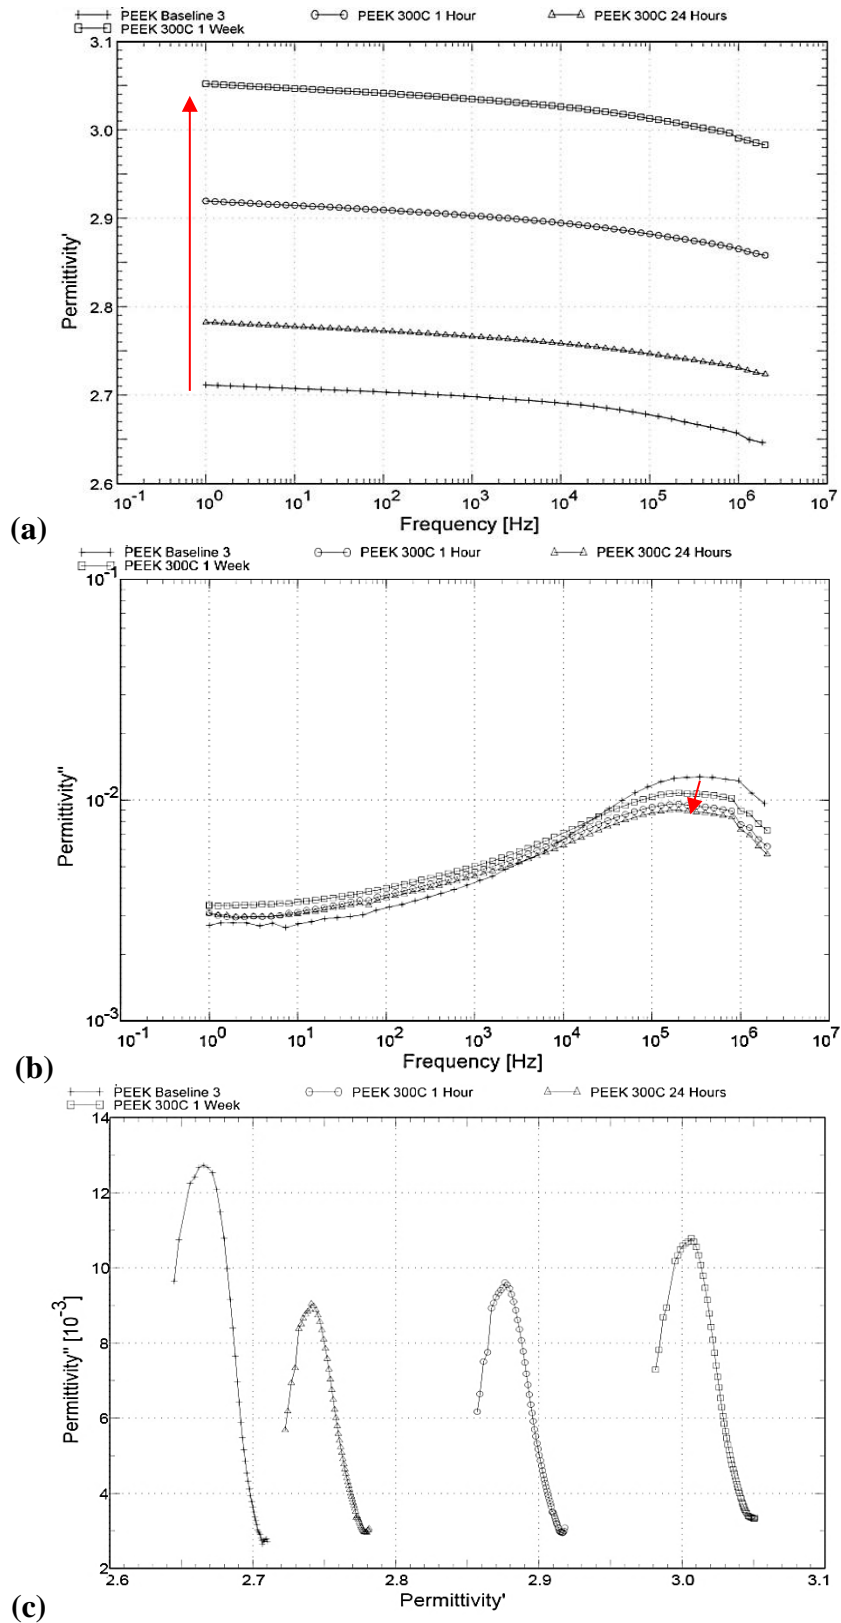 PEEK Baseline 3 PEEK 300C 1 Hour PEEK 300C 24 Hours
PEEK 300C 1 Week
3.1
3.0
2.9
2.8
2.7
2.6
Permittivity'
10^-1 10^0 10^1 10^2 10^3 10^4 10^5 10^6 10^7
Frequency [Hz]
(a)
PEEK Baseline 3 PEEK 300C 1 Hour PEEK 300C 24 Hours
PEEK 300C 1 Week
10^-1
10^-2
10^-3
Permittivity''
10^-1 10^0 10^1 10^2 10^3 10^4 10^5 10^6 10^7
Frequency [Hz]
(b)
PEEK Baseline 3 PEEK 300C 1 Hour PEEK 300C 24 Hours
PEEK 300C 1 Week
14
12
10
8
6
4
2
Permittivity'' [10^-3]
2.6 2.7 2.8 2.9 3.0 3.1
Permittivity'
(c)